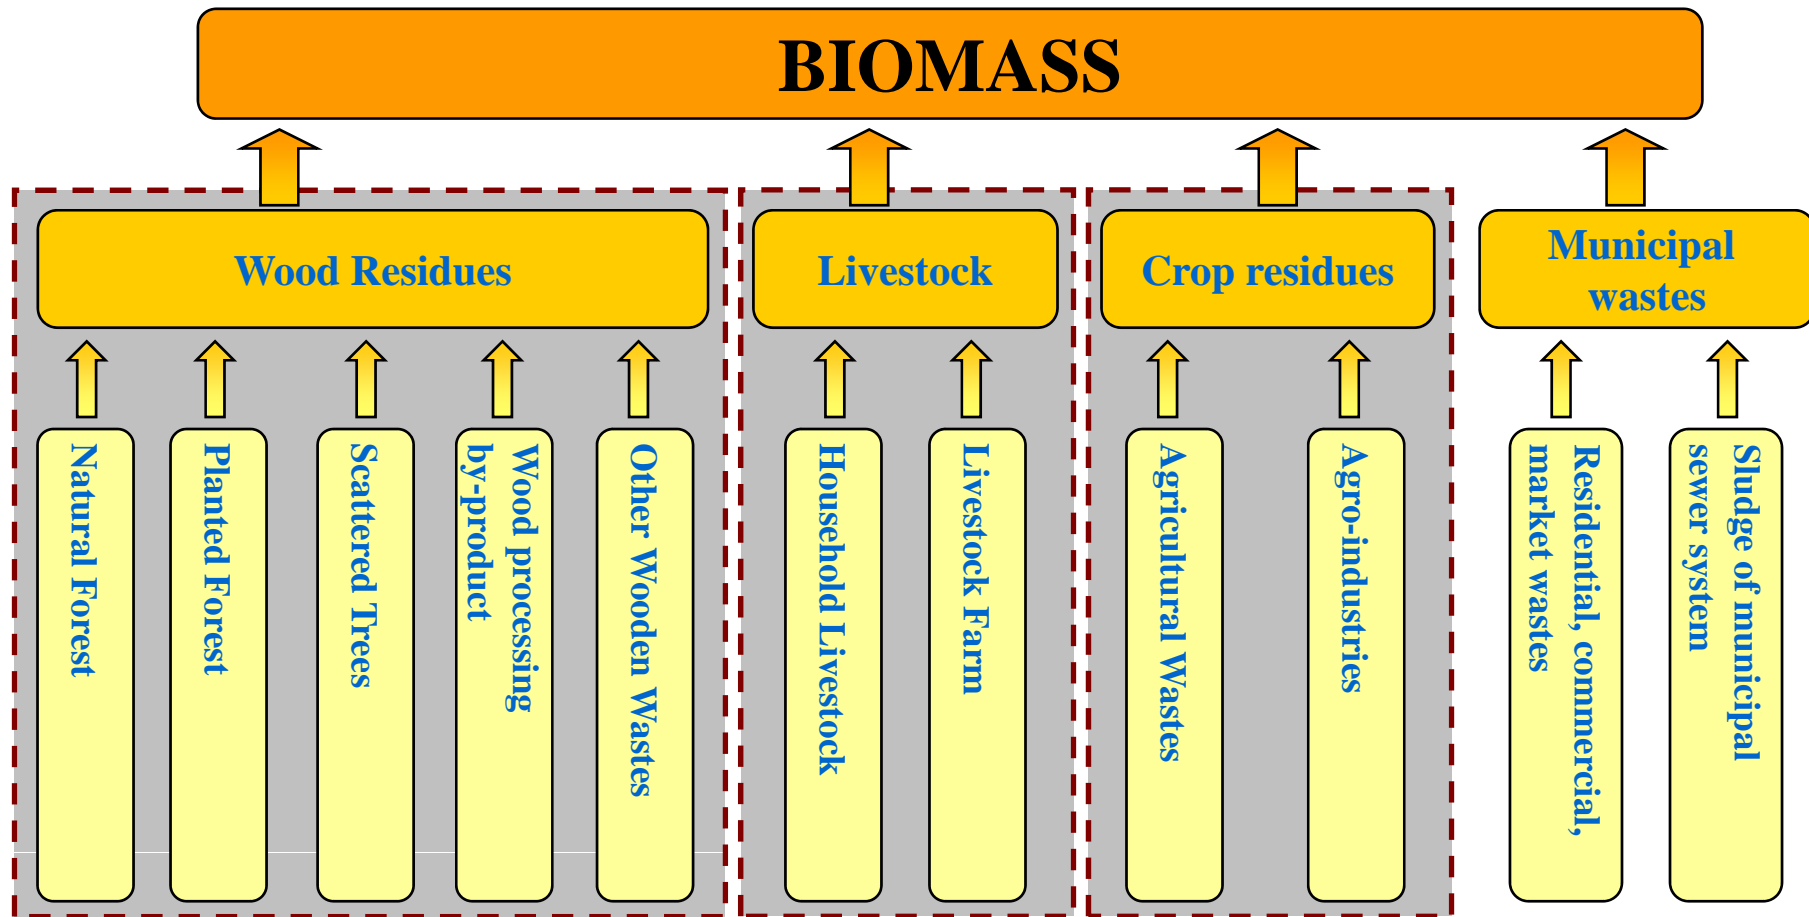 BIOMASS
Wood Residues
Livestock
Crop residues
Municipal
wastes
Natural Forest
Planted Forest
Scattered Trees
Wood processing
by-product
Other Wooden Wastes
Household Livestock
Livestock Farm
Agricultural Wastes
Agro-industries
Residential, commercial,
market wastes
Sludge of municipal
sewer system